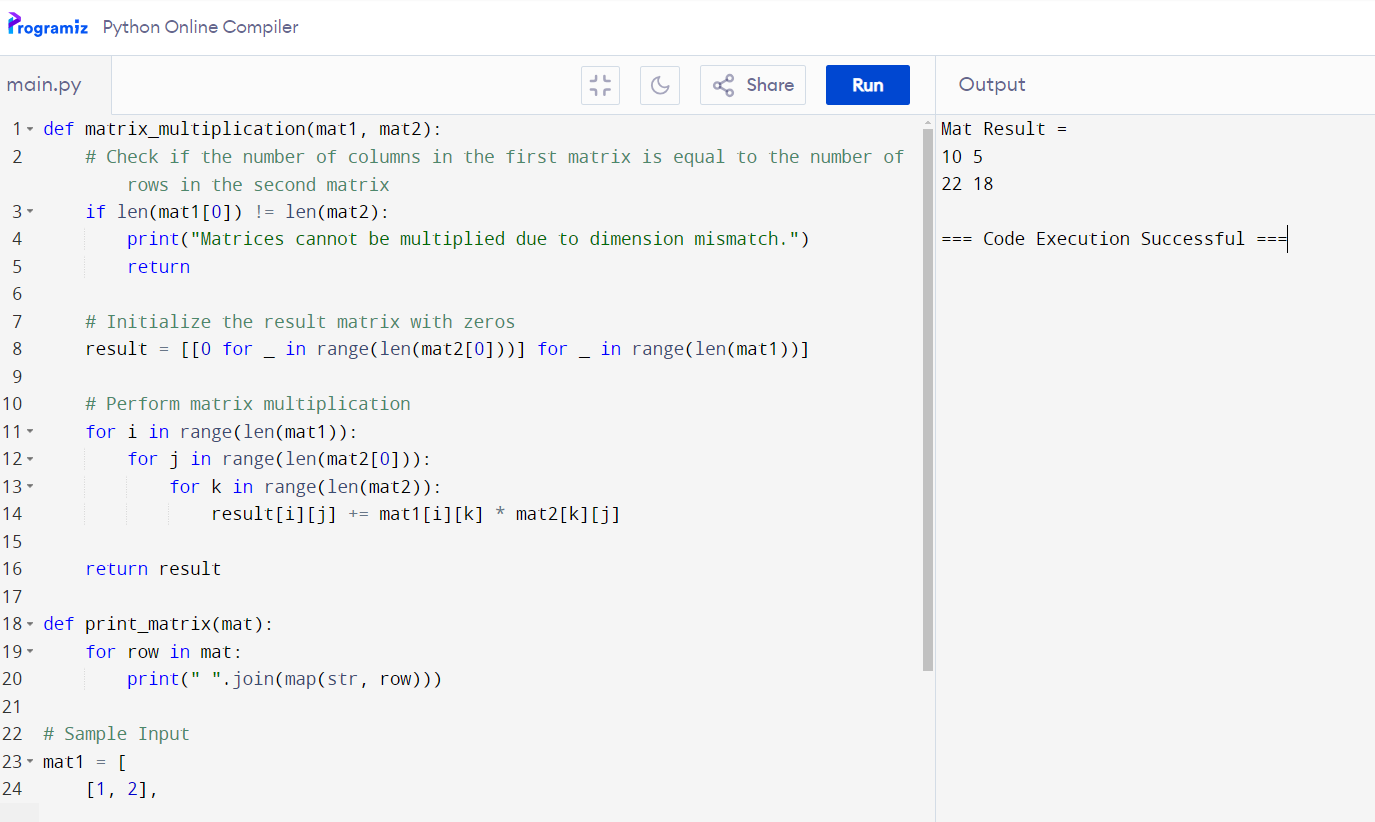 Programiz Python Online Compiler
main.py
Share
Run
Output
1 def matrix_multiplication(mat1, mat2):
2     # Check if the number of columns in the first matrix is equal to the number of
        rows in the second matrix
3     if len(mat1[0]) != len(mat2):
4         print("Matrices cannot be multiplied due to dimension mismatch.")
5         return
6
7     # Initialize the result matrix with zeros
8     result = [[0 for _ in range(len(mat2[0]))] for _ in range(len(mat1))]
9
10     # Perform matrix multiplication
11     for i in range(len(mat1)):
12         for j in range(len(mat2[0])):
13             for k in range(len(mat2)):
14                 result[i][j] += mat1[i][k] * mat2[k][j]
15
16     return result
17
18 def print_matrix(mat):
19     for row in mat:
20         print(" ".join(map(str, row)))
21
22 # Sample Input
23 mat1 = [
24     [1, 2],
Mat Result =
10 5
22 18
=== Code Execution Successful ===